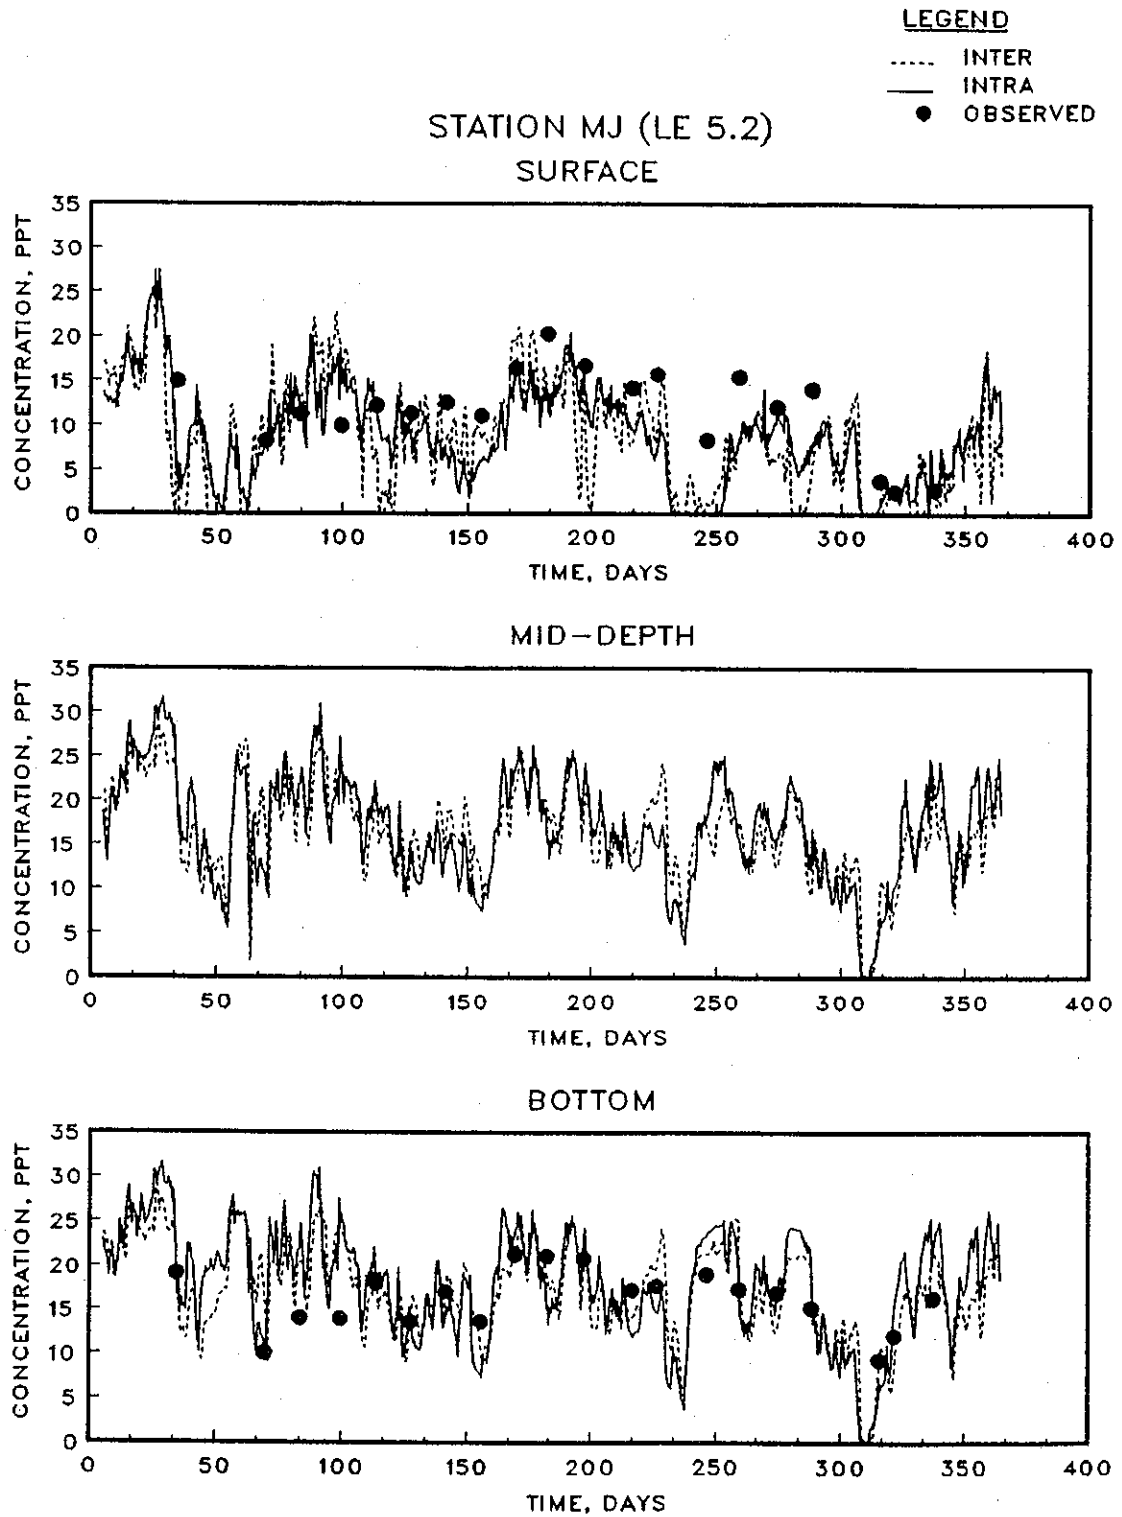 LEGEND
INTER
INTRA
OBSERVED
STATION MJ (LE 5.2)
SURFACE
CONCENTRATION, PPT
35
30
25
20
15
10
5
0
0 50 100 150 200 250 300 350 400
TIME, DAYS
MID-DEPTH
CONCENTRATION, PPT
35
30
25
20
15
10
5
0
0 50 100 150 200 250 300 350 400
TIME, DAYS
BOTTOM
CONCENTRATION, PPT
35
30
25
20
15
10
5
0
0 50 100 150 200 250 300 350 400
TIME, DAYS